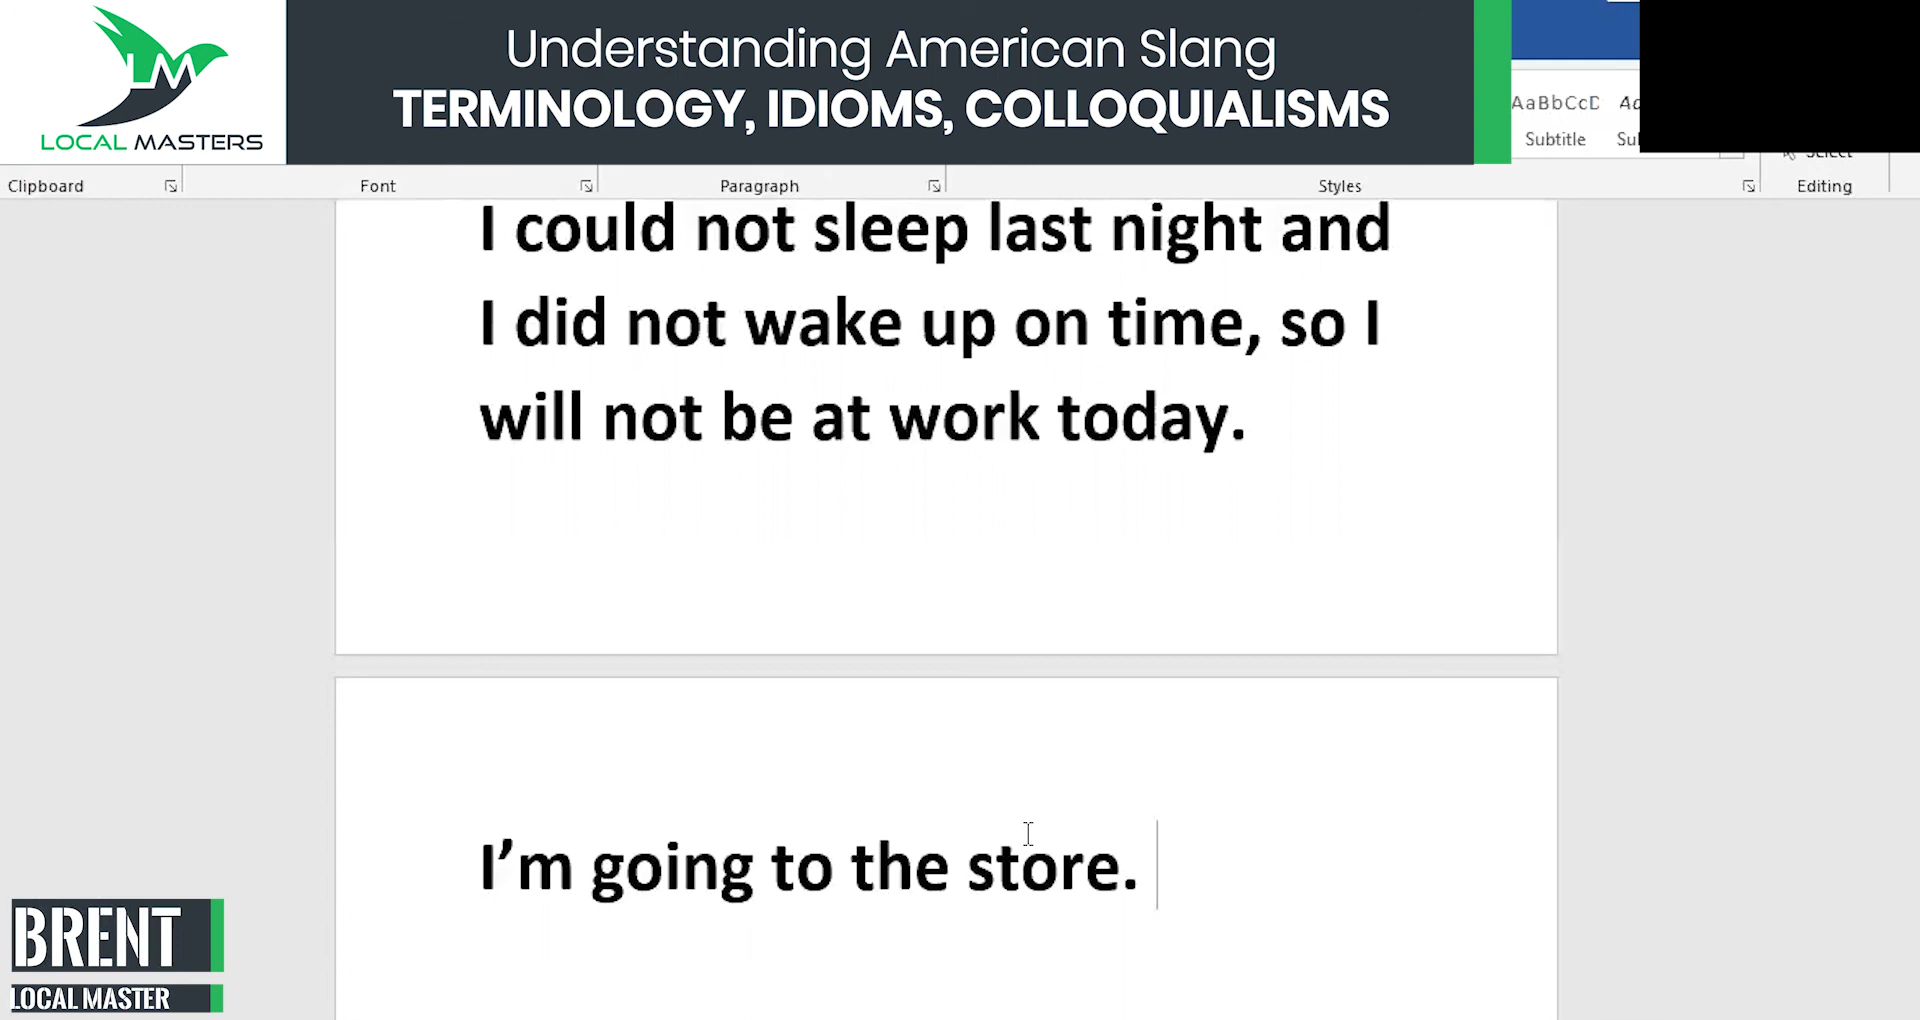 LM
LOCAL MASTERS
Understanding American Slang
TERMINOLOGY, IDIOMS, COLLOQUIALISMS
AaBbCcD
Subtitle
Select
Clipboard
Font
Paragraph
Styles
Editing
I could not sleep last night and
I did not wake up on time, so I
will not be at work today.
I'm going to the store.
BRENT
LOCAL MASTER